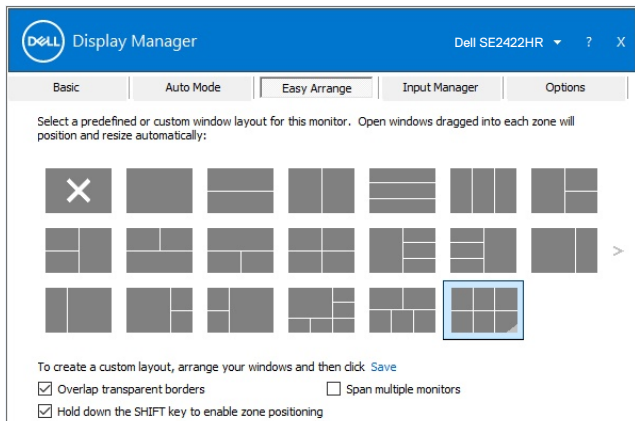 DELL Display Manager Dell SE2422HR ? X
Basic Auto Mode Easy Arrange Input Manager Options
Select a predefined or custom window layout for this monitor. Open windows dragged into each zone will
position and resize automatically:
>
To create a custom layout, arrange your windows and then click Save
Overlap transparent borders Span multiple monitors
Hold down the SHIFT key to enable zone positioning